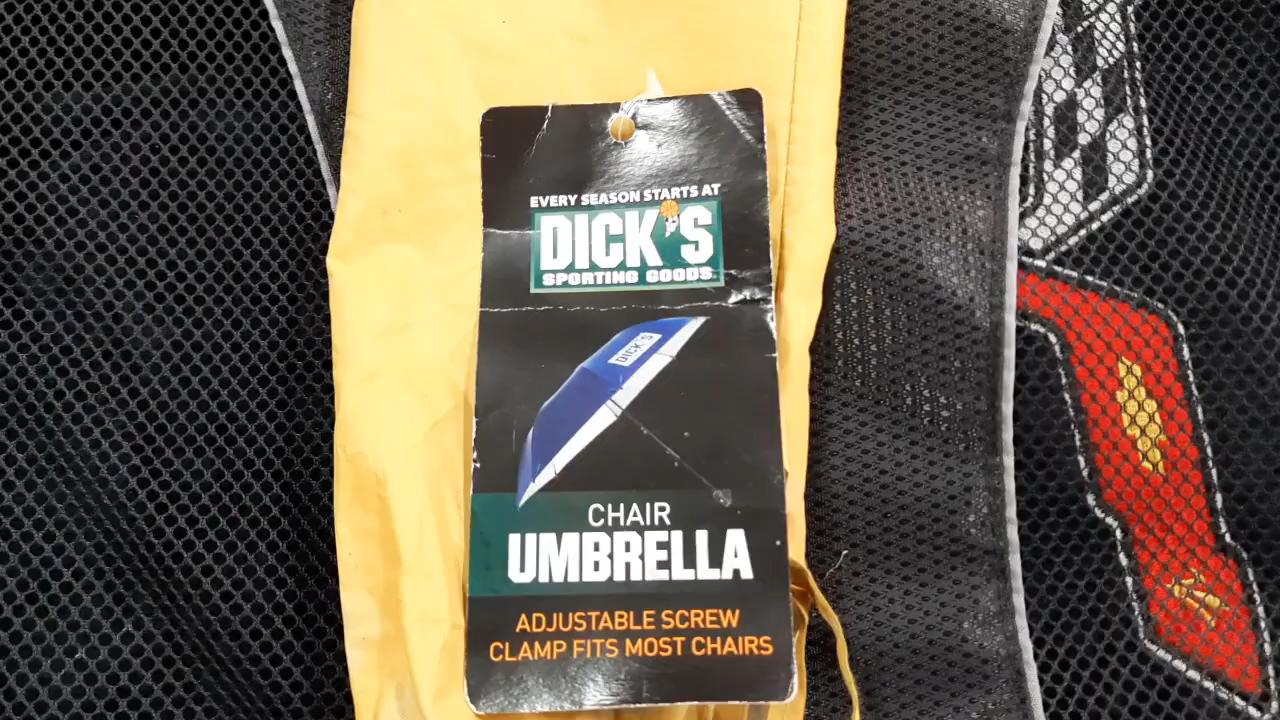 EVERY SEASON STARTS AT
DICK'S
SPORTING GOODS
DICK'S
CHAIR
UMBRELLA
ADJUSTABLE SCREW
CLAMP FITS MOST CHAIRS